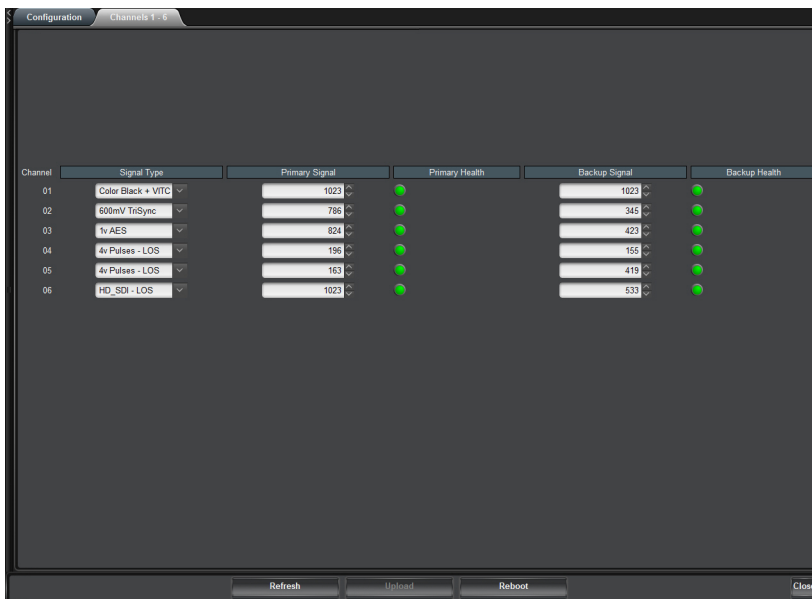 Configuration Channels 1 - 6
Channel Signal Type Primary Signal Primary Health Backup Signal Backup Health
01 Color Black + VITC 1023 1023
02 600mV TriSync 786 345
03 1v AES 824 423
04 4v Pulses - LOS 196 155
05 4v Pulses - LOS 163 419
06 HD_SDI - LOS 1023 533
Refresh Upload Reboot Close